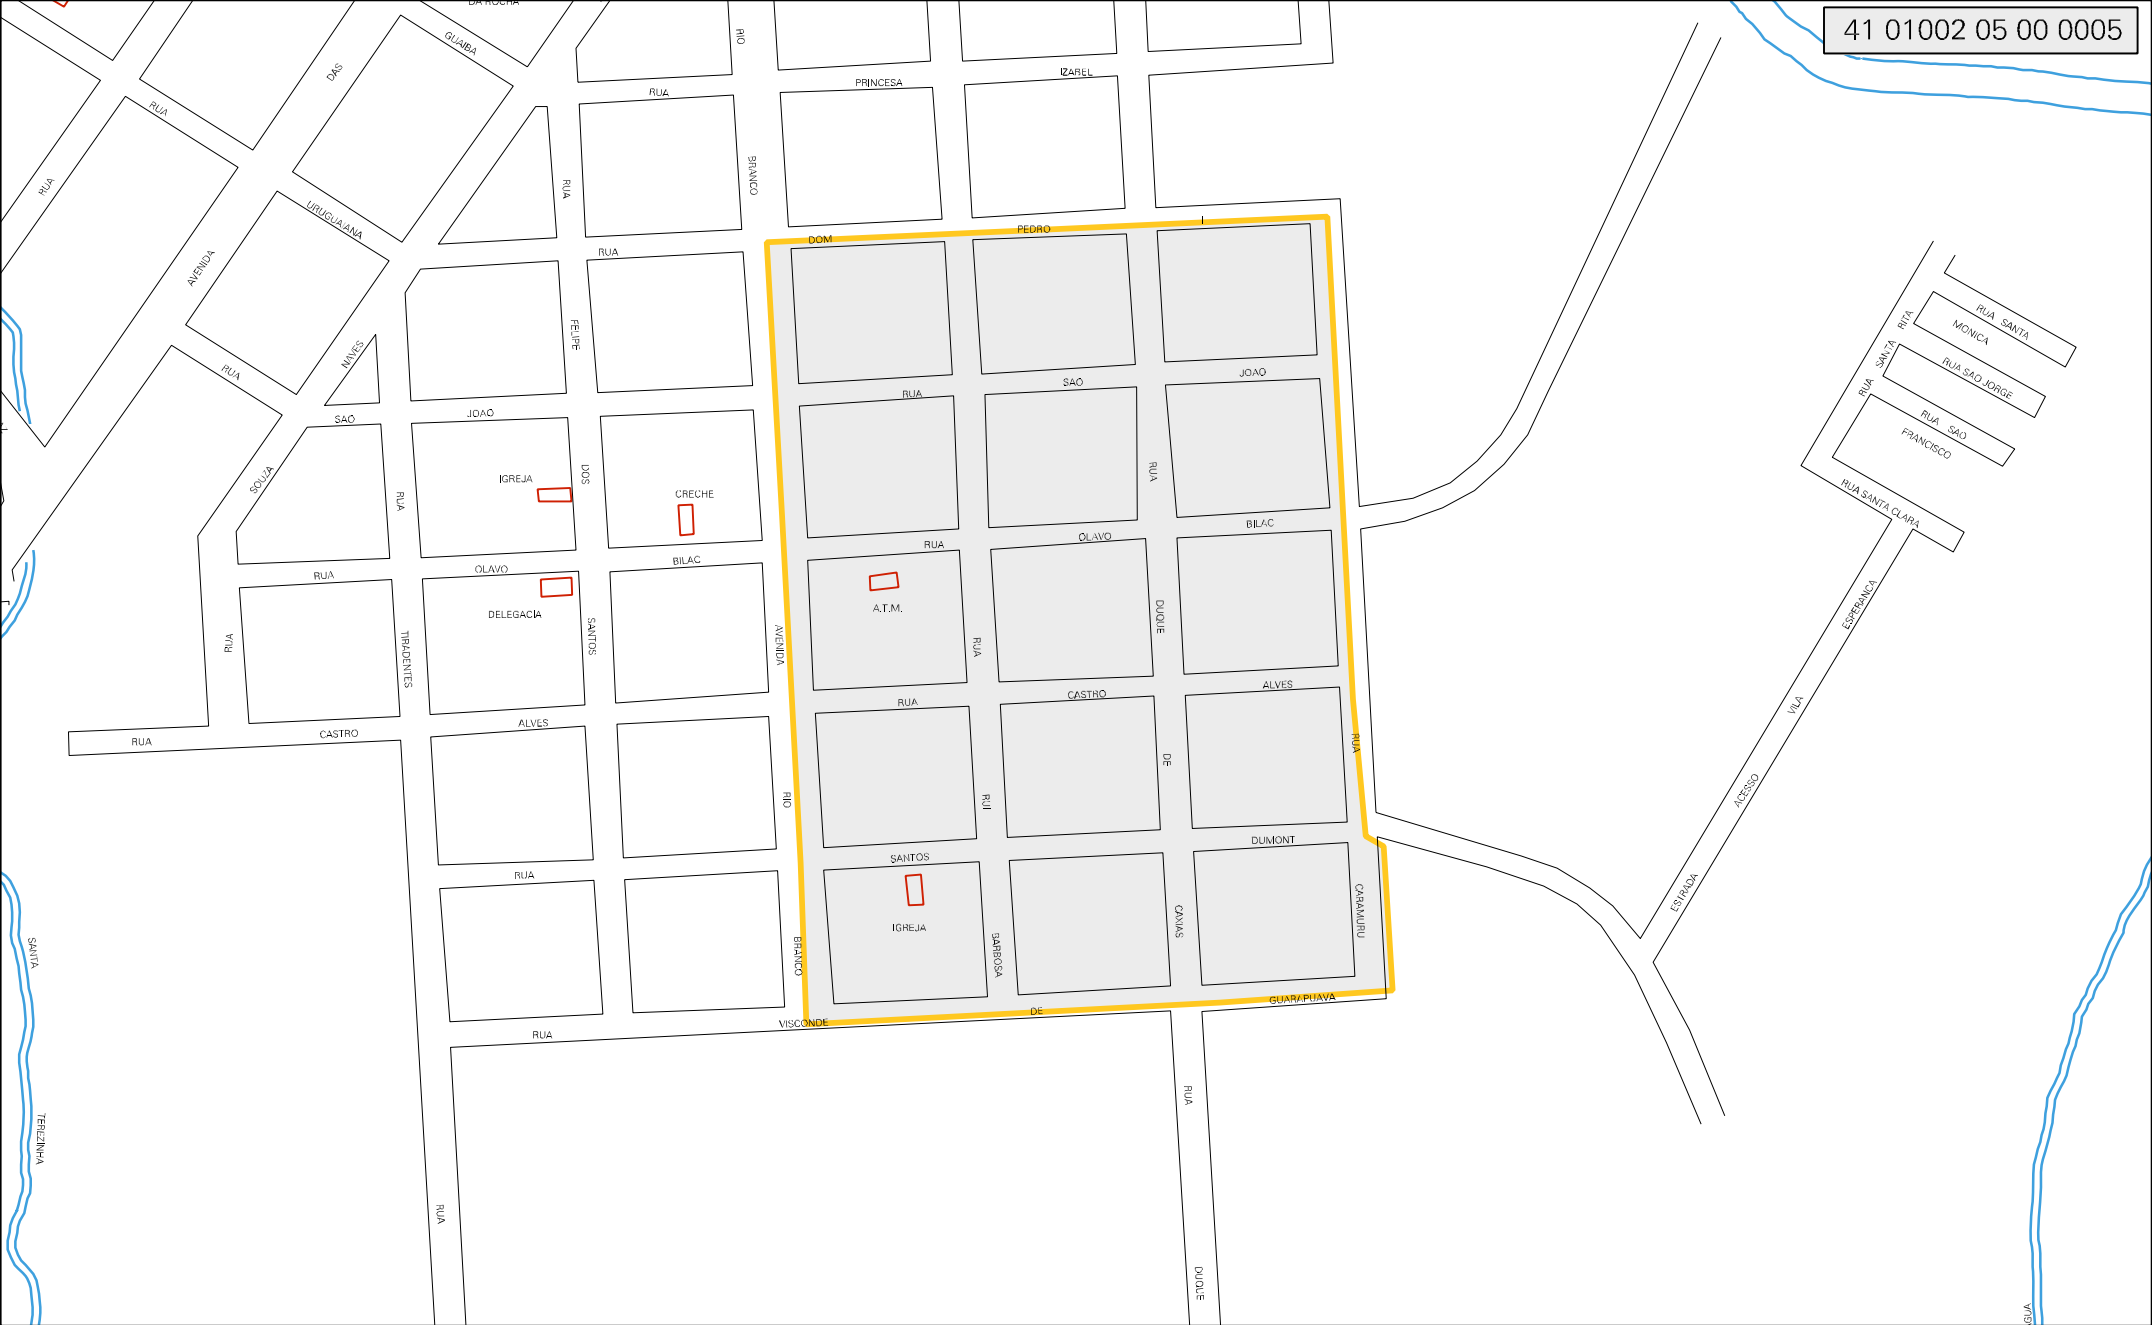 DA ROCHA
41 01002 05 00 0005
GUAIBA
RIO
DAS
PRINCESA
IZABEL
RUA
RUA
BRANCO
RUA
RUA
URUGUAIANA
AVENIDA
RUA
DOM
PEDRO
I
RUA SANTA
MONICA
RITA
SANTA
RUA
RUA SAO JORGE
RUA SAO
FRANCISCO
RUA SANTA CLARA
FELIPE
NAVES
RUA
SAO
JOAO
RUA
SAO
JOAO
SOUZA
RUA
IGREJA
DOS
CRECHE
RUA
BILAC
OLAVO
RUA
BILAC
OLAVO
RUA
DELEGACIA
A.T.M.
RUA
TIRADENTES
SANTOS
AVENIDA
RUA
DUQUE
ESPERANCA
VILA
ACESSO
ESTRADA
ALVES
CASTRO
RUA
ALVES
CASTRO
RUA
RUA
DE
RIO
RUI
DUMONT
SANTOS
RUA
IGREJA
CAXIAS
CARAMURU
BRANCO
BARBOSA
GUARAPUAVA
DE
VISCONDE
RUA
SANTA
TEREZINHA
RUA
RUA
DUQUE